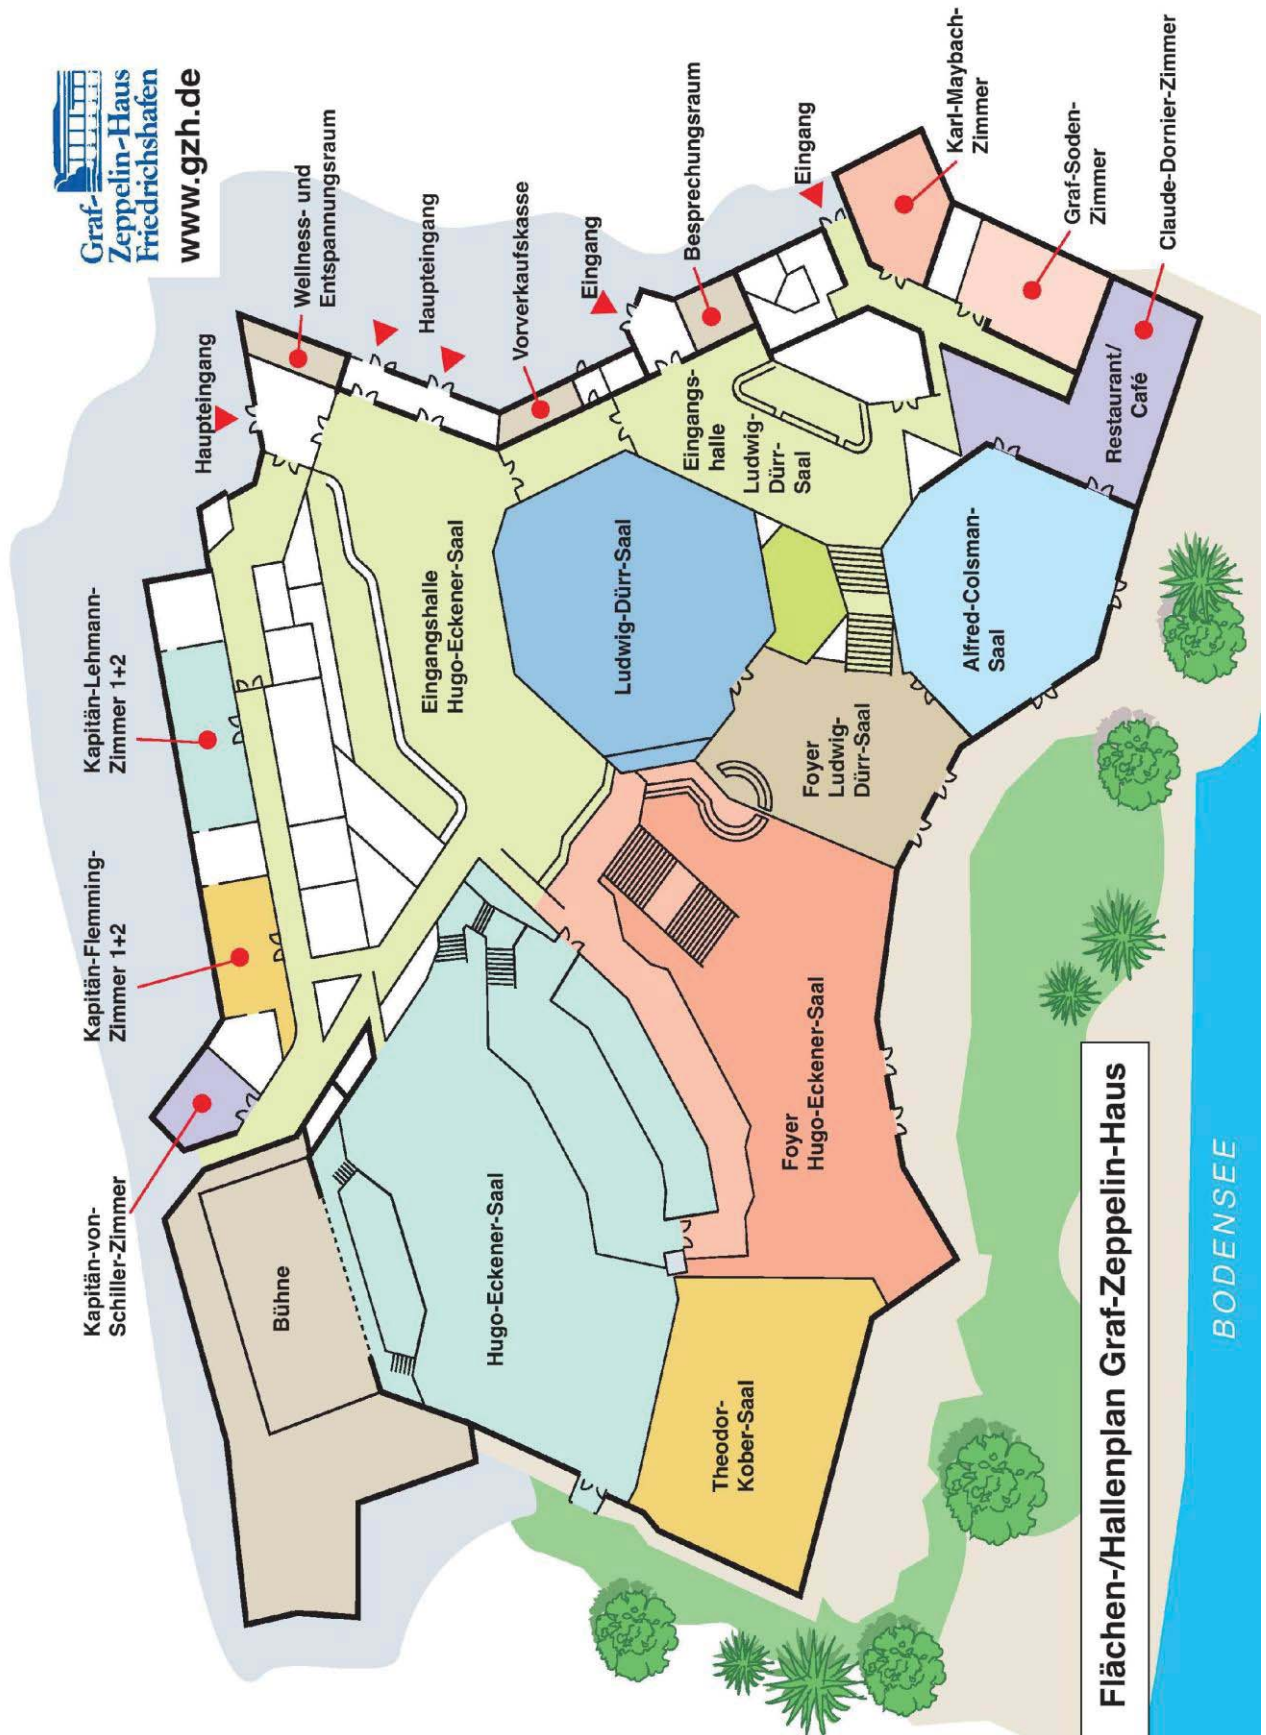 Graf-
Zeppelin-Haus
Friedrichshafen
www.gzh.de
Kapitän-von-
Schiller-Zimmer
Kapitän-Flemming-
Zimmer 1+2
Kapitän-Lehmann-
Zimmer 1+2
Haupteingang
Wellness- und
Entspannungsraum
Haupteingang
Vorverkaufskasse
Eingang
Besprechungsraum
Eingang
Karl-Maybach-
Zimmer
Graf-Soden-
Zimmer
Claude-Dornier-Zimmer
Bühne
Hugo-Eckener-Saal
Theodor-
Kober-Saal
Foyer
Hugo-Eckener-Saal
Eingangshalle
Hugo-Eckener-Saal
Ludwig-Dürr-Saal
Foyer
Ludwig-
Dürr-Saal
Eingangs-
halle
Ludwig-
Dürr-
Saal
Alfred-Colsman-
Saal
Restaurant/
Café
Flächen-/Hallenplan Graf-Zeppelin-Haus
BODENSEE